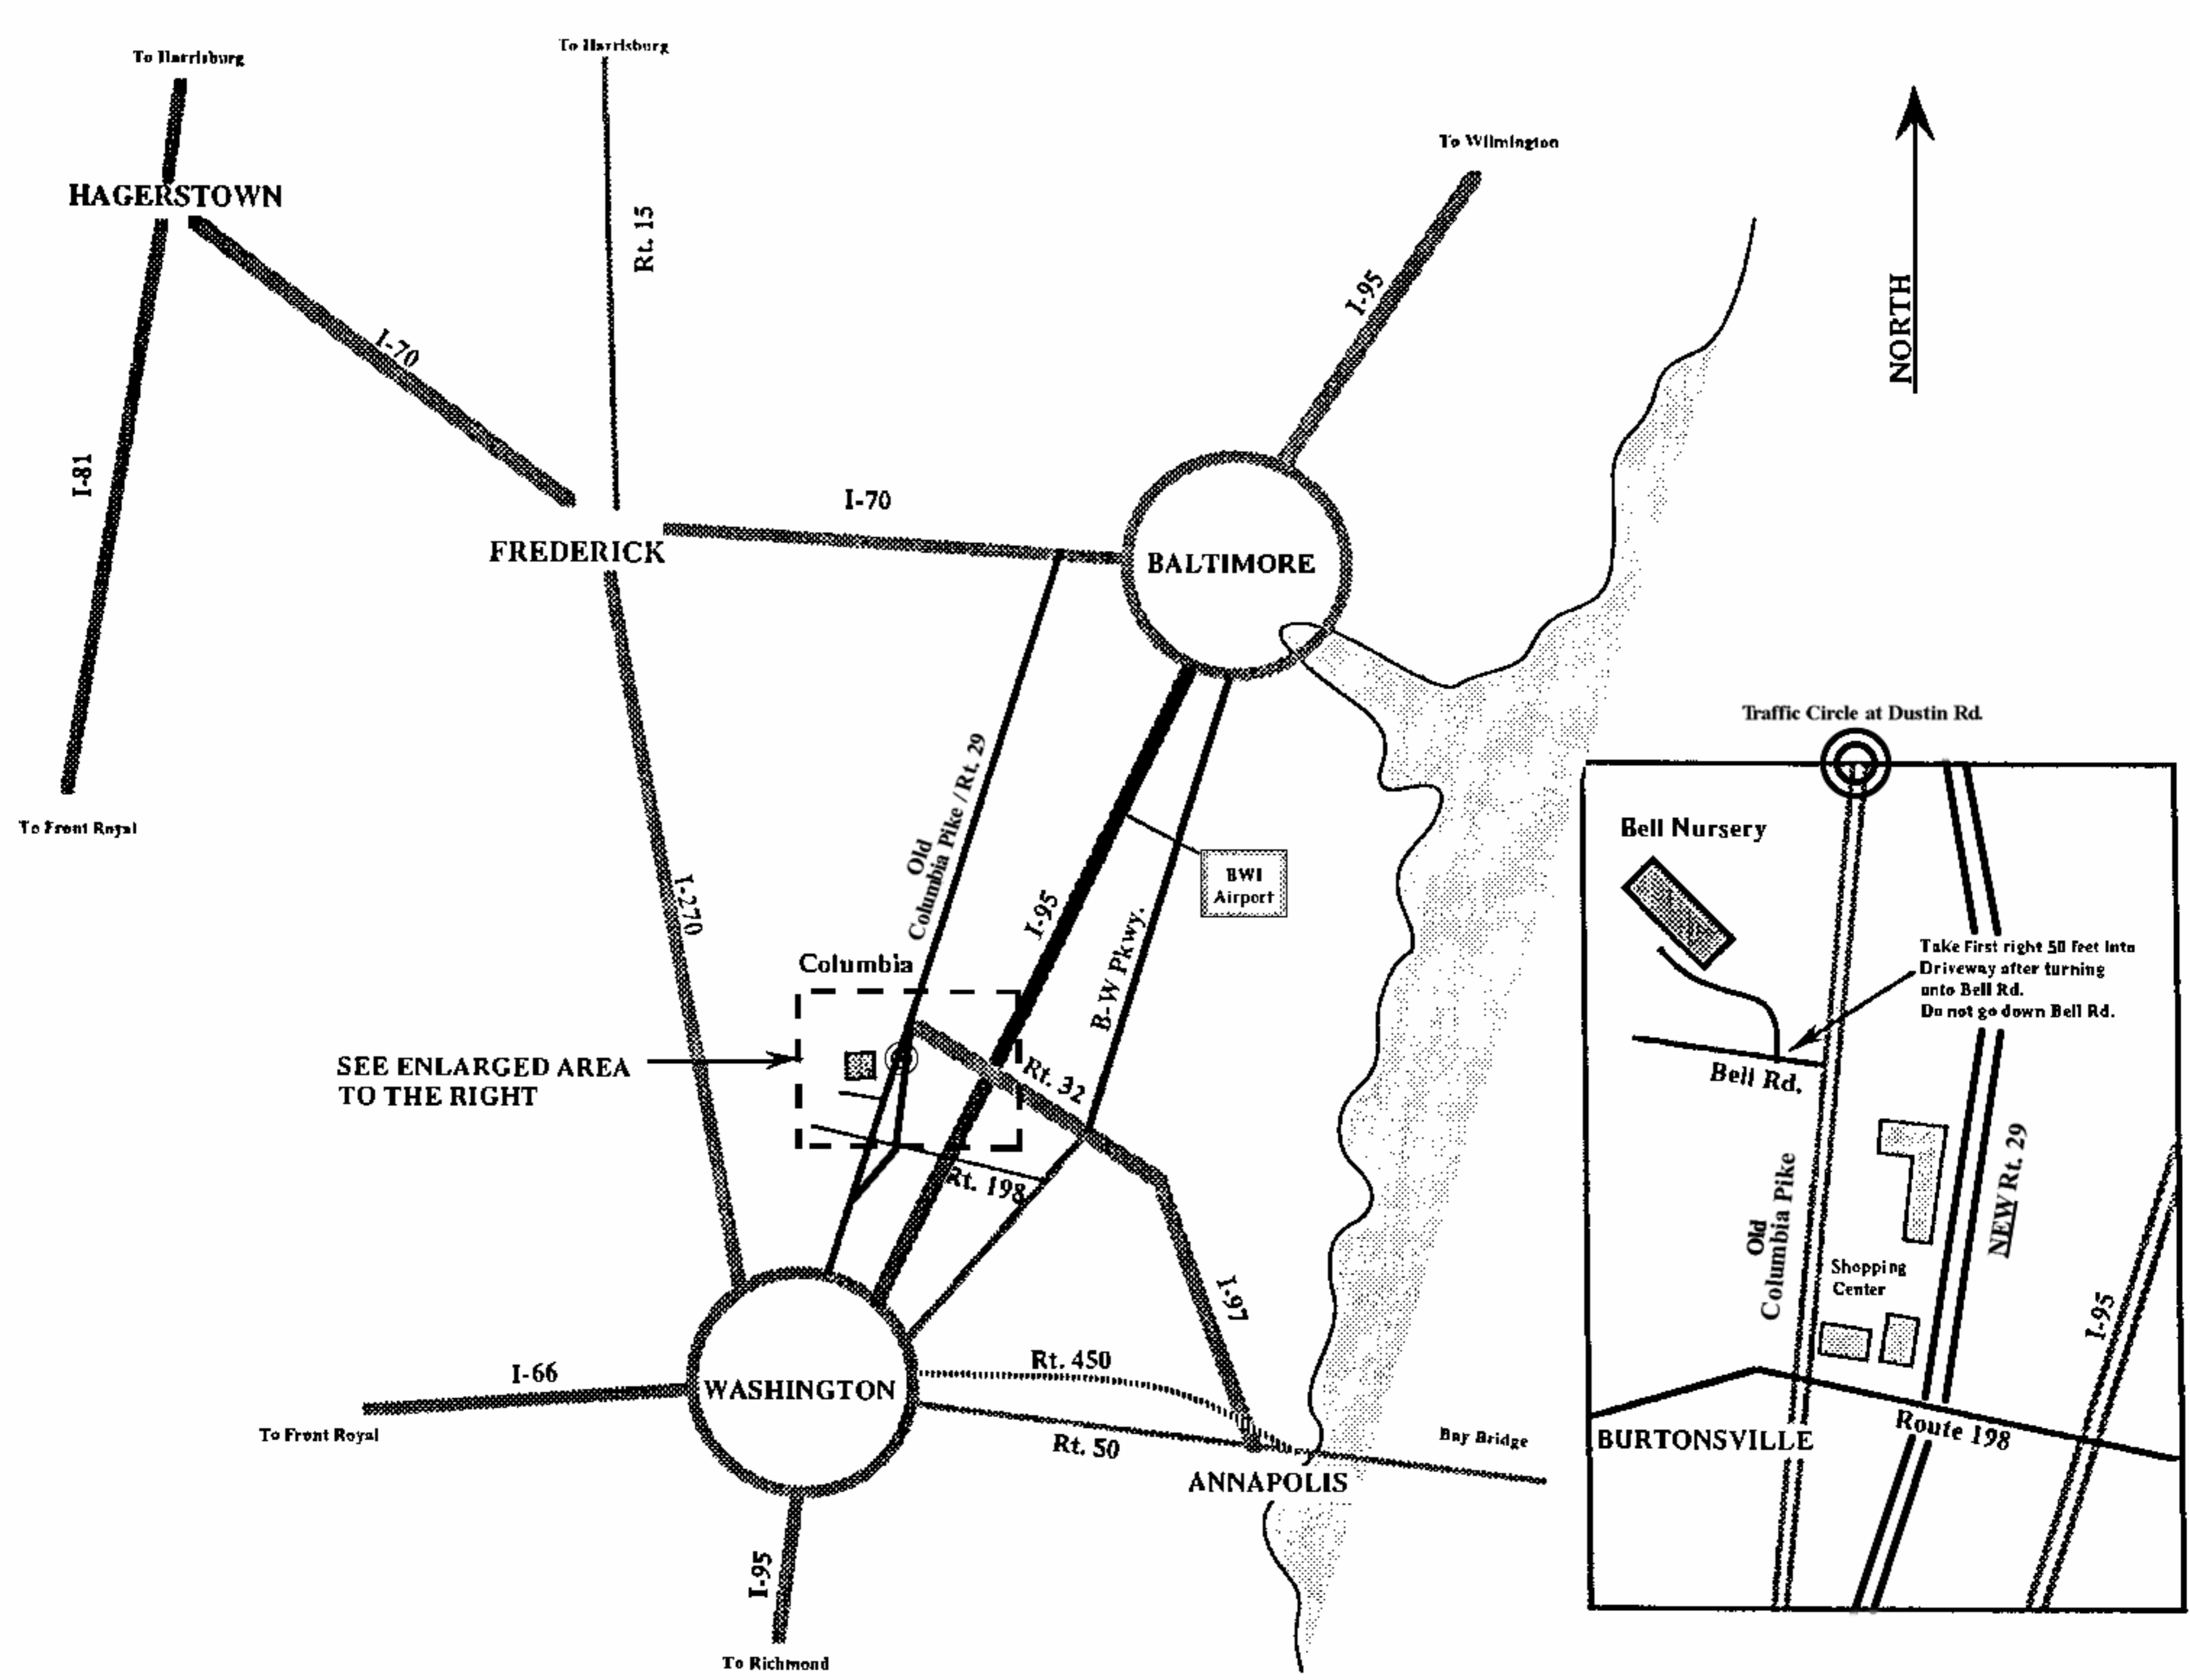 To Harrisburg
To Harrisburg
To Wilmington
HAGERSTOWN
Rt. 15
NORTH
I-95
I-70
I-81
I-70
FREDERICK
BALTIMORE
Traffic Circle at Dustin Rd.
To Front Royal
Old
Columbia Pike / Rt. 29
Bell Nursery
BWI
Airport
I-270
I-95
B-W Pkwy.
Columbia
Take First right 50 feet into
Driveway after turning
unto Bell Rd.
Do not go down Bell Rd.
SEE ENLARGED AREA
TO THE RIGHT
Rt. 32
Bell Rd.
Rt. 198
Old
Columbia Pike
NEW Rt. 29
Shopping
Center
I-97
I-95
I-66
WASHINGTON
Rt. 450
To Front Royal
Rt. 50
Bay Bridge
BURTONSVILLE
Route 198
ANNAPOLIS
I-95
To Richmond